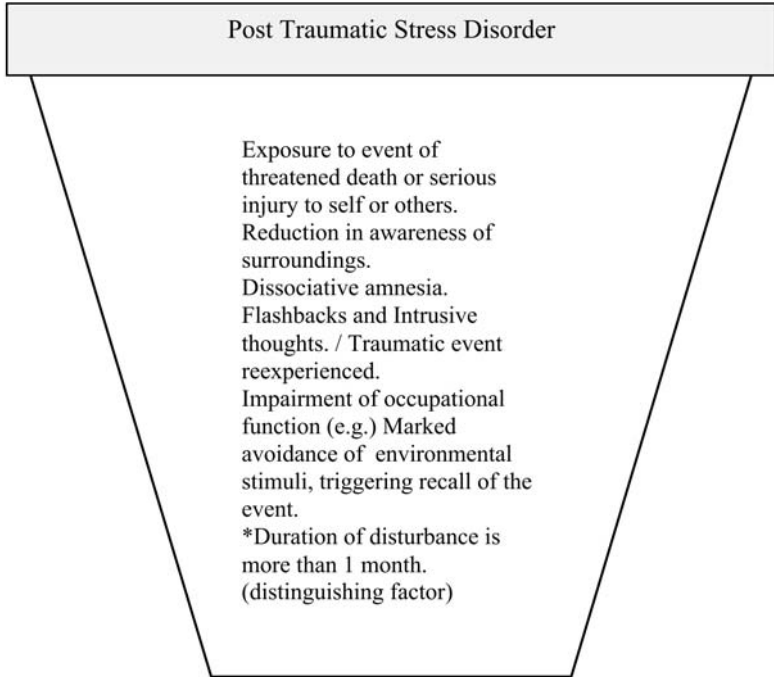 Post Traumatic Stress Disorder
Exposure to event of
threatened death or serious
injury to self or others.
Reduction in awareness of
surroundings.
Dissociative amnesia.
Flashbacks and Intrusive
thoughts. / Traumatic event
reexperienced.
Impairment of occupational
function (e.g.) Marked
avoidance of environmental
stimuli, triggering recall of the
event.
*Duration of disturbance is
more than 1 month.
(distinguishing factor)